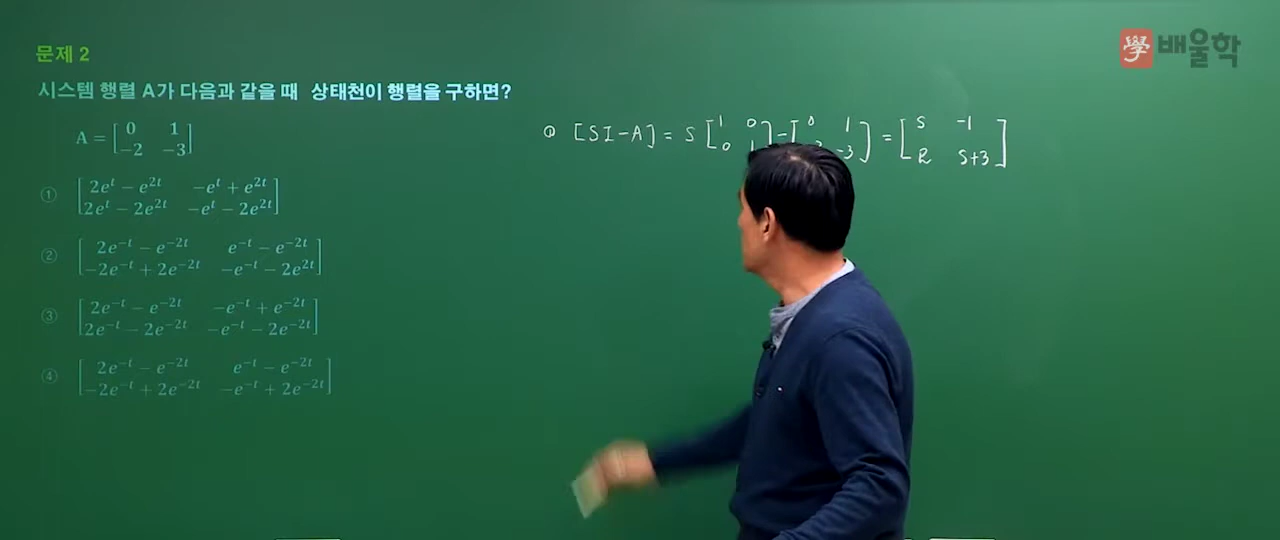 學 배울학
문제 2
시스템 행렬 A가 다음과 같을 때 상태천이 행렬을 구하면?
A = [0 1
-2 -3]
① [2e^t − e^{2t} −e^t + e^{2t}
2e^t − 2e^{2t} −e^t − 2e^{2t}]
② [2e^{−t} − e^{−2t} e^{−t} − e^{−2t}
−2e^{−t} + 2e^{−2t} −e^{−t} − 2e^{2t}]
③ [2e^{−t} − e^{−2t} −e^{−t} + e^{−2t}
2e^{−t} − 2e^{−2t} −e^{−t} − 2e^{−2t}]
④ [2e^{−t} − e^{−2t} e^{−t} − e^{−2t}
−2e^{−t} + 2e^{−2t} −e^{−t} + 2e^{−2t}]
① [SI−A] = S [1 0 ] − [0 1 ] = [S -1
0 -3 2 S+3]